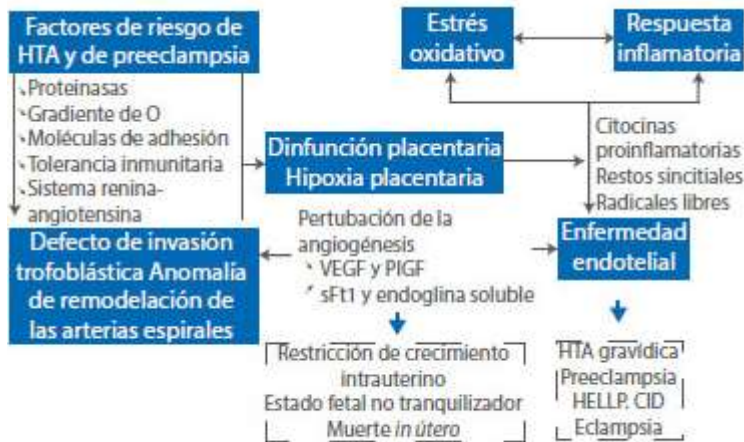 Factores de riesgo de
HTA y de preeclampsia
Proteinasas
Gradiente de O
Moléculas de adhesión
Tolerancia inmunitaria
Sistema renina-
angiotensina
Defecto de invasión
trofoblástica Anomalía
de remodelación de
las arterias espirales
Dinfunción placentaria
Hipoxia placentaria
Pertubación de la
angiogénesis
VEGF y PIGF
sFt1 y endoglina soluble
Restricción de crecimiento
intrauterino
Estado fetal no tranquilizador
Muerte in útero
Estrés
oxidativo
Respuesta
inflamatoria
Citocinas
proinflamatorias
Restos sincitiales
Radicales libres
Enfermedad
endotelial
HTA gravídica
Preeclampsia
HELLP. CID
Eclampsia